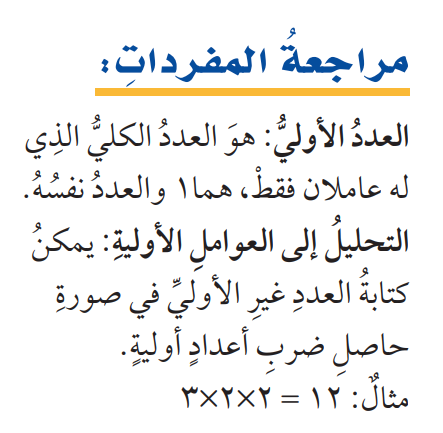 مراجعةُ المفرداتِ:
العددُ الأوليُّ: هوَ العددُ الكليُّ الذِي
له عاملان فقطْ، هما ١ والعددُ نفسُهُ.
التحليلُ إلى العواملِ الأوليةِ: يمكنُ
كتابةُ العددِ غيرِ الأوليِّ في صورةِ
حاصلِ ضربِ أعدادٍ أوليةٍ.
مثالٌ: ١٢ = ٢×٢×٣